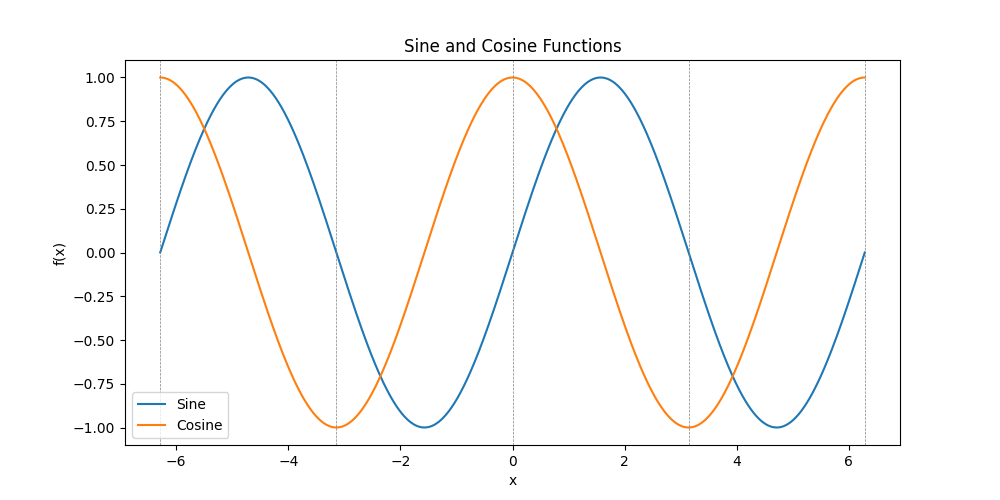 Sine and Cosine Functions
1.00
0.75
0.50
0.25
0.00
−0.25
−0.50
−0.75
−1.00
f(x)
Sine
Cosine
−6 −4 −2 0 2 4 6
x